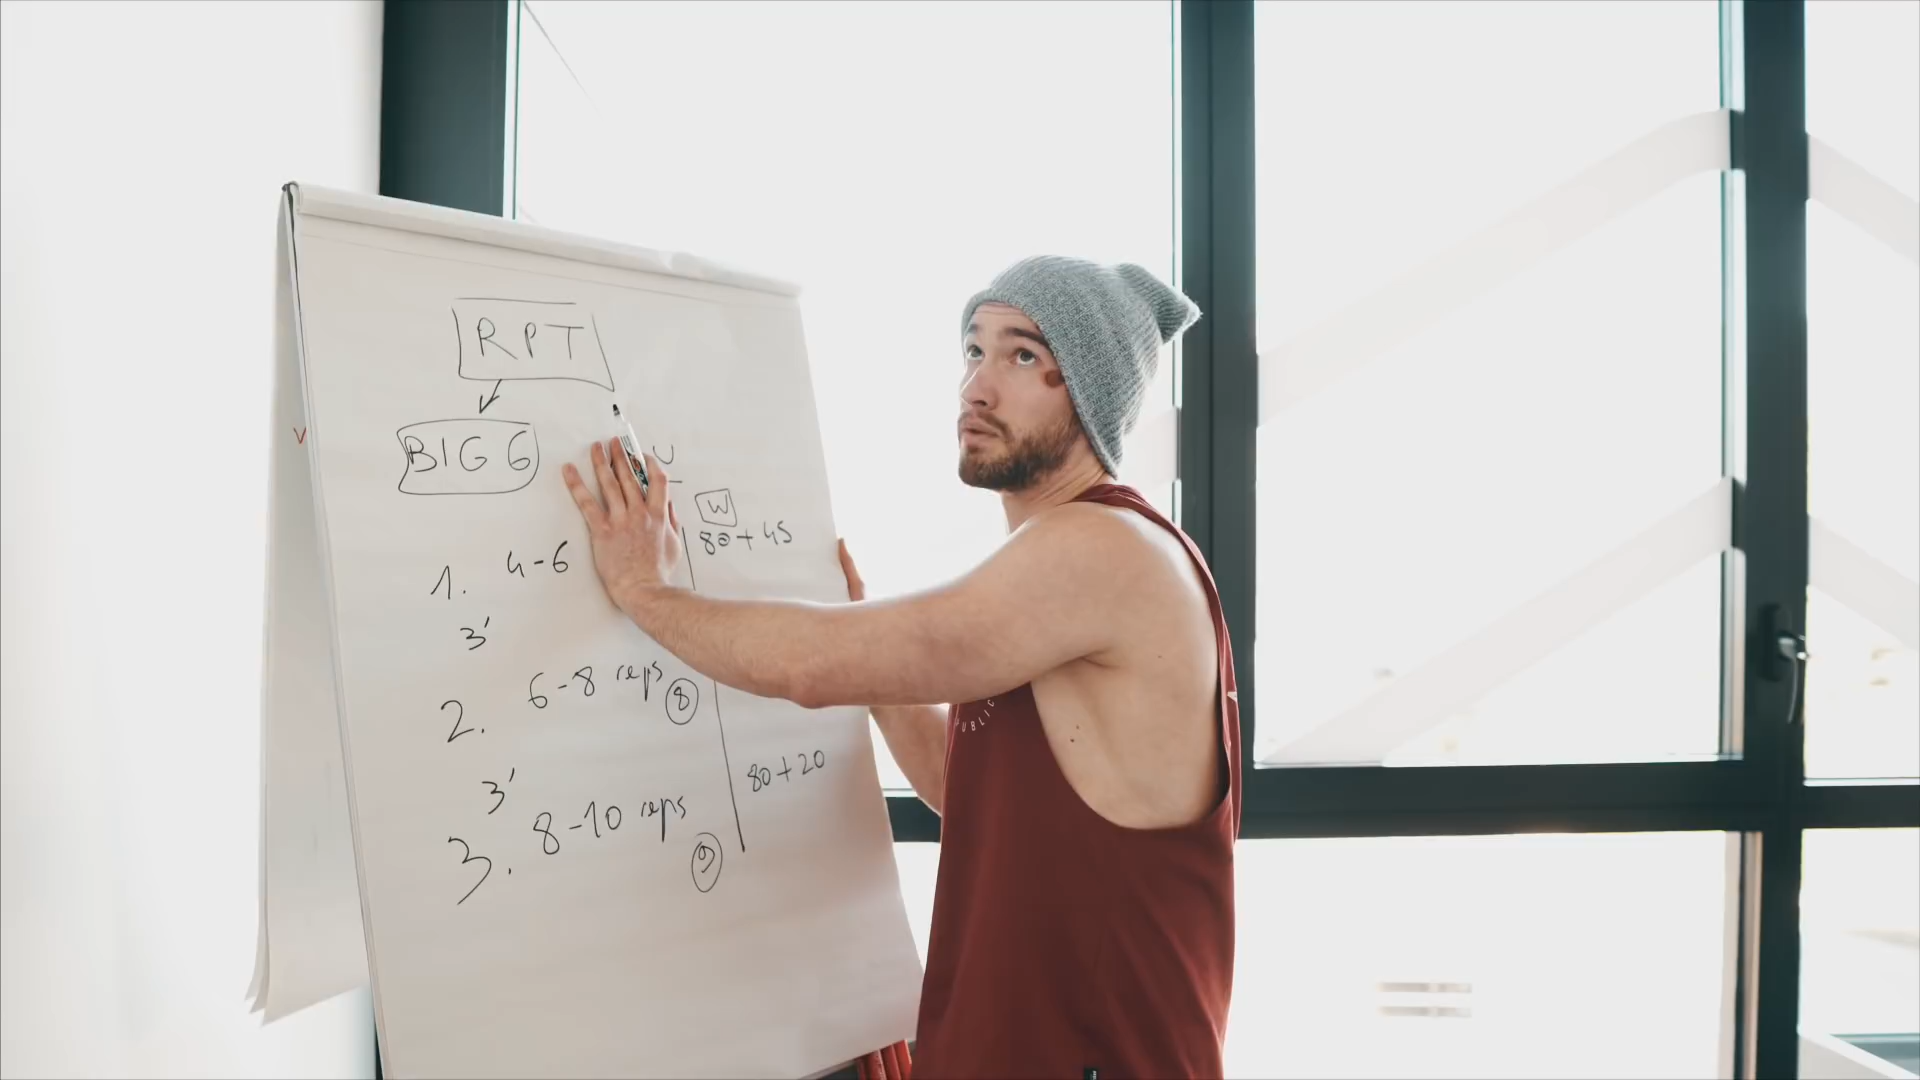 RPT
BIG 6
U
W
80+45
1. 4-6
3'
2. 6-8 reps 8
3'
80+20
3. 8-10 reps 9
UBLIC